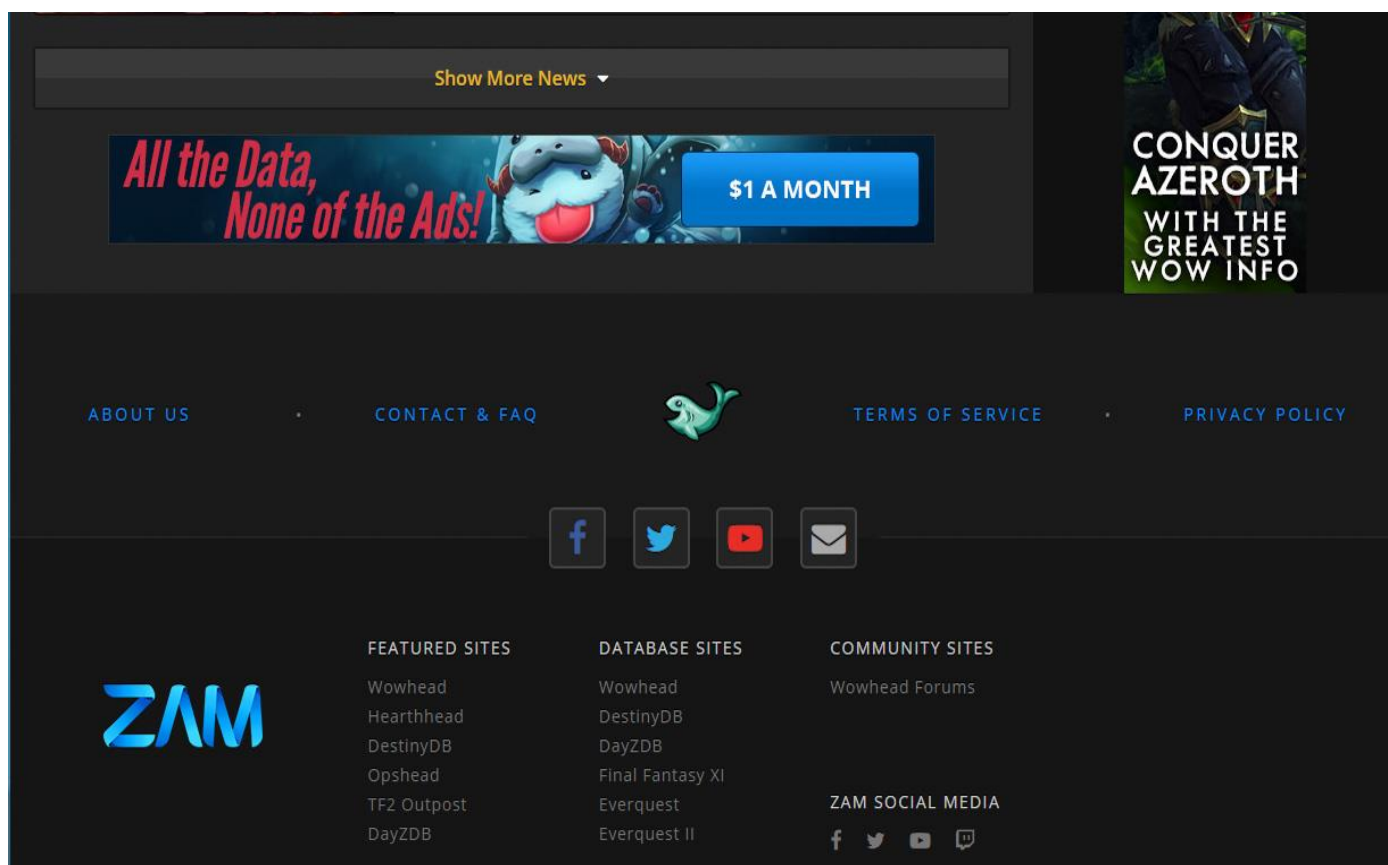 Show More News
All the Data,
None of the Ads!
$1 A MONTH
CONQUER
AZEROTH
WITH THE
GREATEST
WOW INFO
ABOUT US · CONTACT & FAQ TERMS OF SERVICE · PRIVACY POLICY
ZAM
FEATURED SITES
Wowhead
Hearthhead
DestinyDB
Opshead
TF2 Outpost
DayZDB
DATABASE SITES
Wowhead
DestinyDB
DayZDB
Final Fantasy XI
Everquest
Everquest II
COMMUNITY SITES
Wowhead Forums
ZAM SOCIAL MEDIA